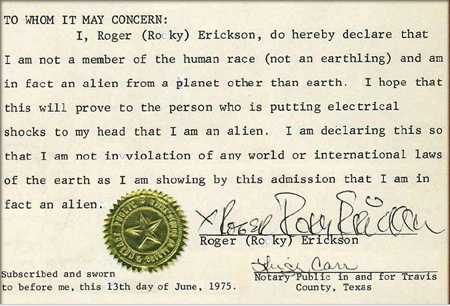 TO WHOM IT MAY CONCERN:
I, Roger (Rocky) Erickson, do hereby declare that
I am not a member of the human race (not an earthling) and am
in fact an alien from a planet other than earth. I hope that
this will prove to the person who is putting electrical
shocks to my head that I am an alien. I am declaring this so
that I am not in violation of any world or international laws
of the earth as I am showing by this admission that I am in
fact an alien.
Roger (Rocky) Erickson
Subscribed and sworn
to before me, this 13th day of June, 1975.
Notary Public in and for Travis
County, Texas